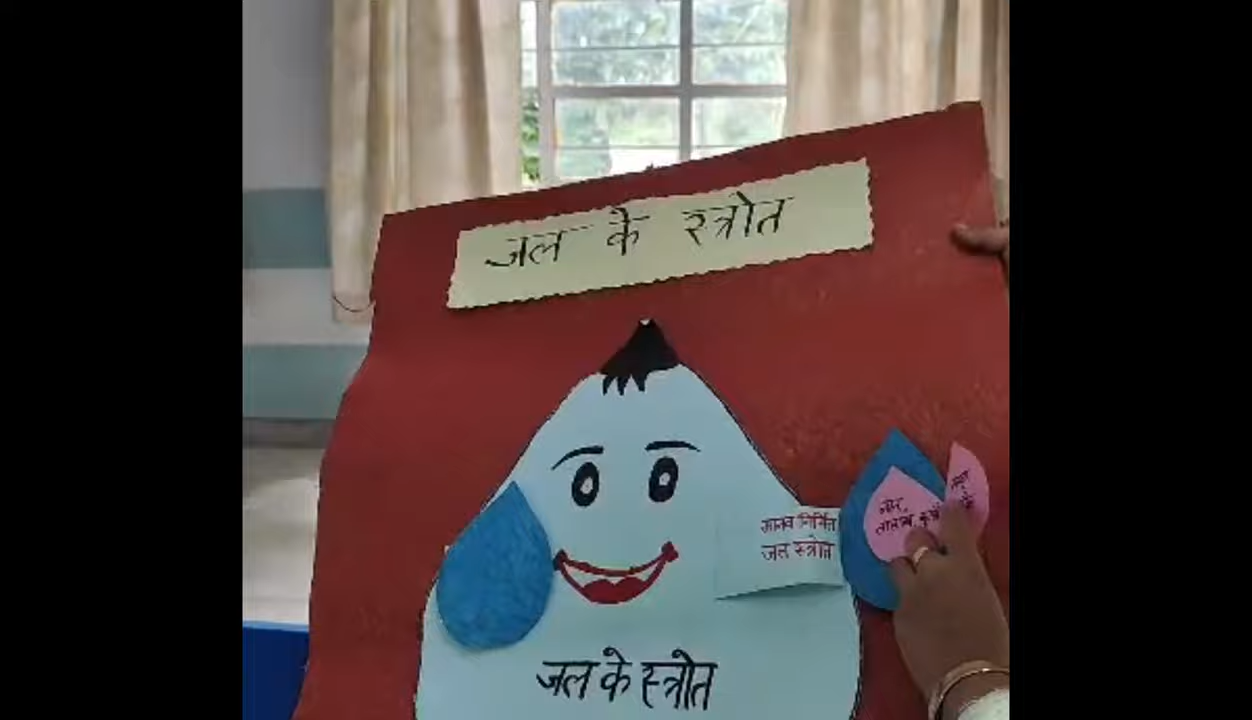 जल के स्त्रोत
मानव निर्मित
जल स्त्रोत
जल के स्त्रोत